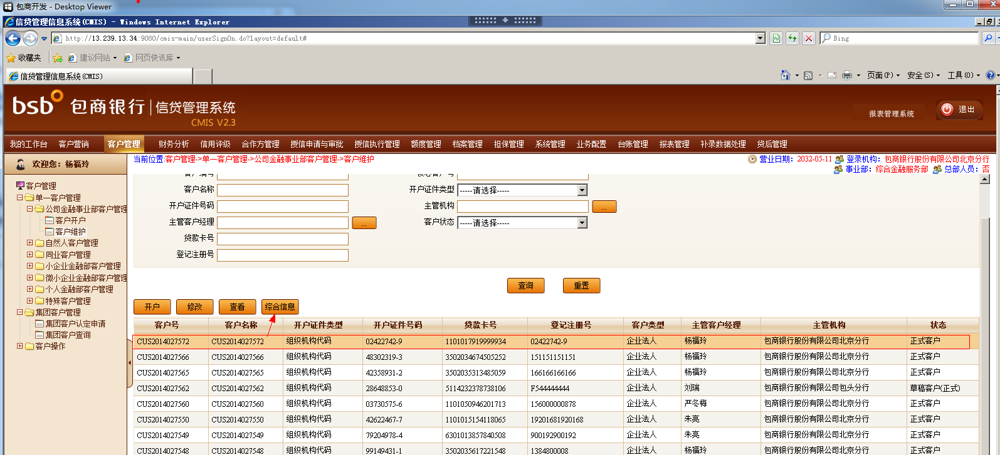 包商开发 - Desktop Viewer
信贷管理信息系统(CMIS) - Windows Internet Explorer
http://13.239.13.34:9080/cmis-main/userSignOn.do?layout=default#
Bing
收藏夹 建议网站 网页快讯库
信贷管理信息系统(CMIS)
页面(P) 安全(S) 工具(O)
bsb 包商银行 信贷管理系统
CMIS V2.3
报表管理系统 退出
我的工作台 客户营销 客户管理 财务分析 信用评级 合作方管理 授信申请与审批 授信执行管理 额度管理 档案管理 担保管理 系统管理 业务配置 台账管理 报表管理 补录数据处理 贷后管理
欢迎您：杨福玲
当前位置:客户管理->单一客户管理->公司金融事业部客户管理->客户维护
营业日期：2032-05-11 登录机构：包商银行股份有限公司北京分行
事业部：综合金融服务部 总部人员：否
客户管理
单一客户管理
公司金融事业部客户管理
客户开户
客户维护
自然人客户管理
同业客户管理
小企业金融部客户管理
微小企业金融部客户管理
个人金融部客户管理
特殊客户管理
集团客户管理
集团客户认定申请
集团客户查询
客户操作
客户编号
客户名称 开户证件类型 -----请选择-----
开户证件号码 主管机构 ...
主管客户经理 ... 客户状态 -----请选择-----
贷款卡号
登记注册号
查询 重置
开户 修改 查看 综合信息
客户号 客户名称 开户证件类型 开户证件号码 贷款卡号 登记注册号 客户类型 主管客户经理 主管机构 状态
CUS2014027572 CUS2014027572 组织机构代码 02422742-9 1101017919999934 02422742-9 企业法人 杨福玲 包商银行股份有限公司北京分行 正式客户
CUS2014027566 CUS2014027566 组织机构代码 48302319-3 3502034674505252 151151151151 企业法人 杨福玲 包商银行股份有限公司北京分行 正式客户
CUS2014027565 CUS2014027565 组织机构代码 42358931-2 3502035313485059 166166166166 企业法人 杨福玲 包商银行股份有限公司北京分行 正式客户
CUS2014027562 CUS2014027562 组织机构代码 28648853-0 5114232378738106 F544444444 企业法人 刘瑞 包商银行股份有限公司包头分行 草稿客户(正式)
CUS2014027560 CUS2014027560 组织机构代码 03730575-6 1101050946201713 156000000878 企业法人 严冬梅 包商银行股份有限公司北京分行 正式客户
CUS2014027550 CUS2014027550 组织机构代码 42622467-7 1101015154118065 19201681920168 企业法人 朱亮 包商银行股份有限公司北京分行 正式客户
CUS2014027549 CUS2014027549 组织机构代码 79204978-4 6301013857840508 900192900192 企业法人 朱亮 包商银行股份有限公司北京分行 正式客户
CUS2014027548 CUS2014027548 组织机构代码 99149431-1 3502035617221548 1384800008 企业法人 杨福玲 包商银行股份有限公司北京分行 正式客户